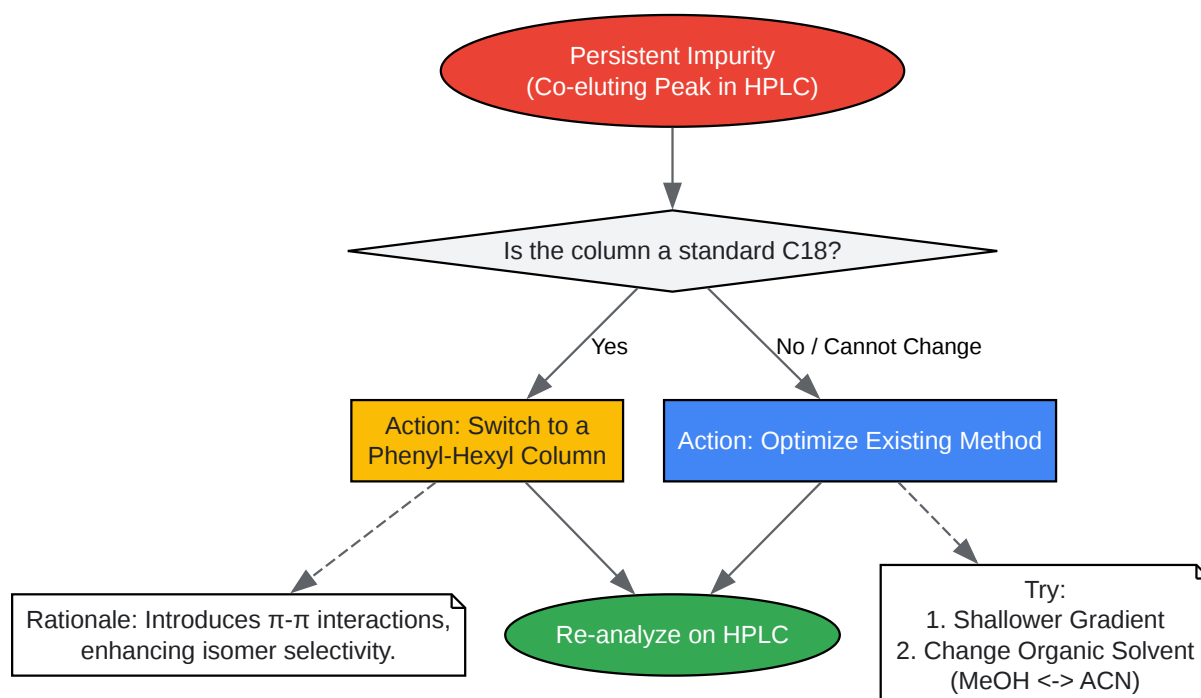 Persistent Impurity
(Co-eluting Peak in HPLC)
Is the column a standard C18?
Yes
No / Cannot Change
Action: Switch to a
Phenyl-Hexyl Column
Action: Optimize Existing Method
Rationale: Introduces π-π interactions,
enhancing isomer selectivity.
Re-analyze on HPLC
Try:
1. Shallower Gradient
2. Change Organic Solvent
(MeOH <-> ACN)